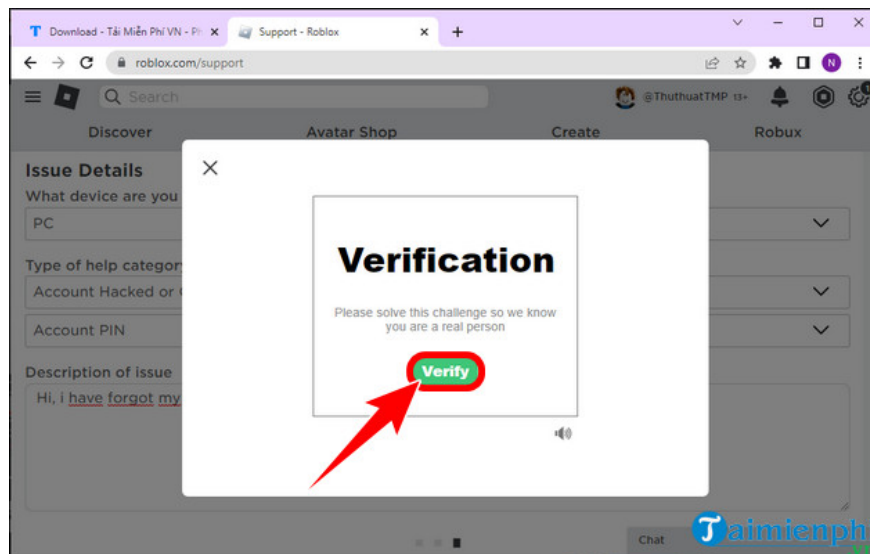 Download - Tải Miễn Phí VN - Ph
Support - Roblox
roblox.com/support
N
Search
@ThuthuatTMP 13+
Discover Avatar Shop Create Robux
Issue Details
What device are you
PC
Type of help category
Account Hacked or
Account PIN
Description of issue
Hi, i have forgot my
Verification
Please solve this challenge so we know
you are a real person
Verify
Chat
Taimienph